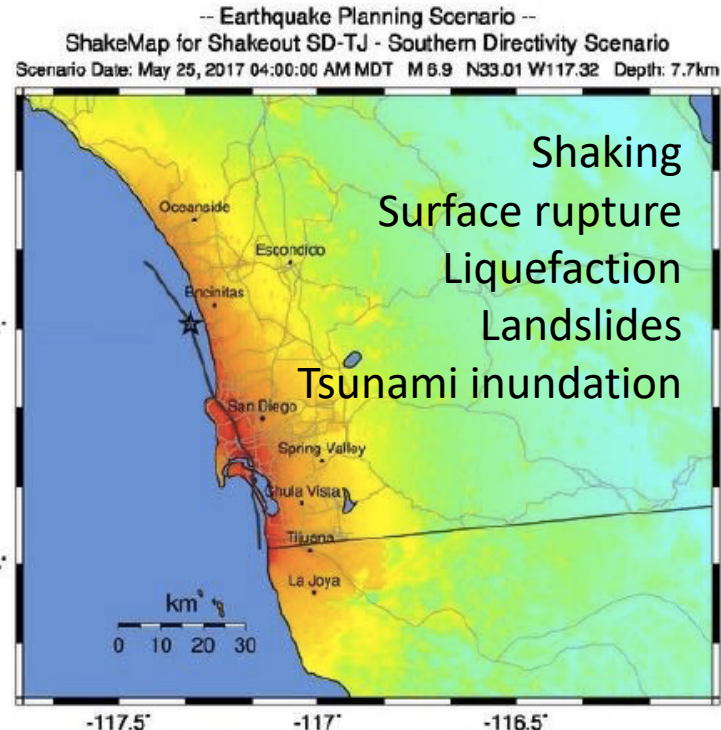 -- Earthquake Planning Scenario --
ShakeMap for Shakeout SD-TJ - Southern Directivity Scenario
Scenario Date: May 25, 2017 04:00:00 AM MDT M 6.9 N33.01 W117.32 Depth: 7.7km
Shaking
Surface rupture
Liquefaction
Landslides
Tsunami inundation
Oceanside
Escondido
Encinitas
San Diego
Spring Valley
Chula Vista
Tijuana
La Joya
km
0 10 20 30
-117.5° -117° -116.5°